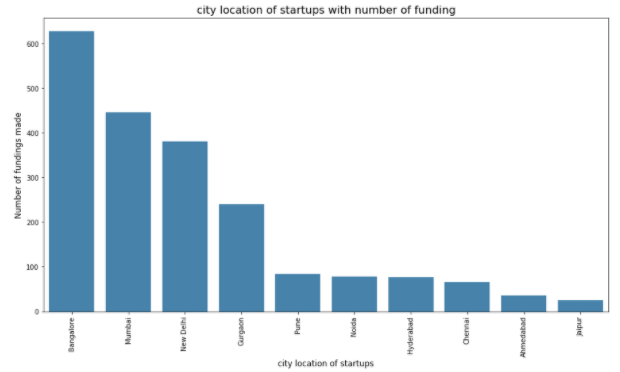 city location of startups with number of funding
Number of fundings made
600
500
400
300
200
100
0
Bangalore
Mumbai
New Delhi
Gurgaon
Pune
Noida
Hyderabad
Chennai
Ahmedabad
Jaipur
city location of startups